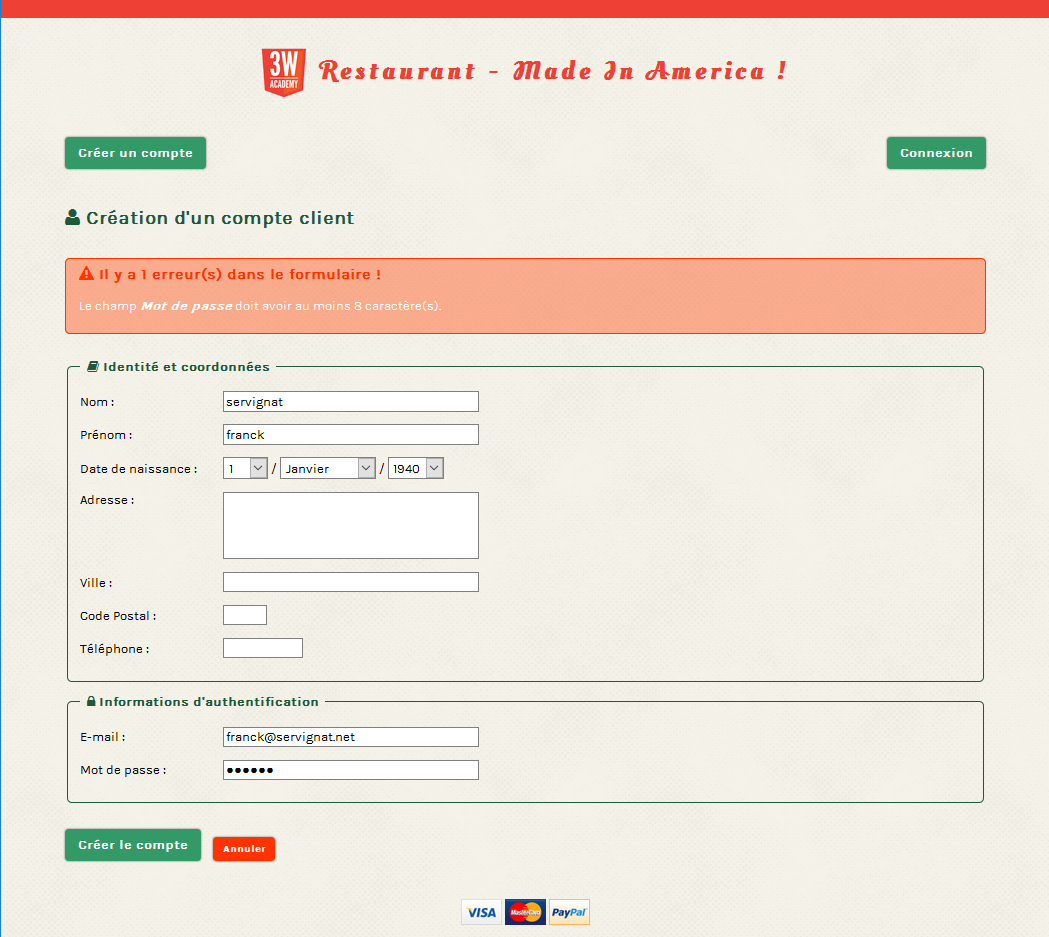 3W
ACADEMY
Restaurant - Made In America !
Créer un compte
Connexion
Création d'un compte client
Il y a 1 erreur(s) dans le formulaire !
Le champ Mot de passe doit avoir au moins 8 caractère(s).
Identité et coordonnées
Nom : servignat
Prénom : franck
Date de naissance : 1 / Janvier / 1940
Adresse :
Ville :
Code Postal :
Téléphone :
Informations d'authentification
E-mail : franck@servignat.net
Mot de passe : ●●●●●●
Créer le compte
Annuler
VISA MasterCard PayPal